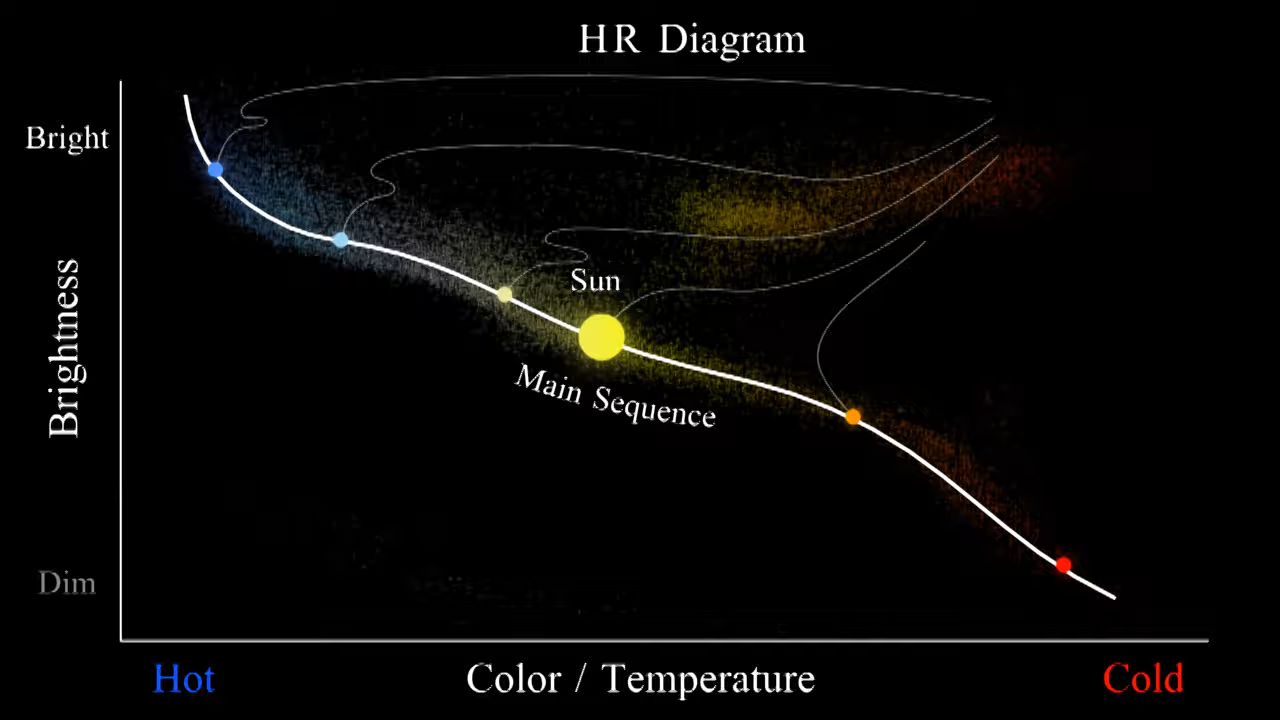 HR Diagram
Bright
Brightness
Sun
Main Sequence
Dim
Hot
Color / Temperature
Cold